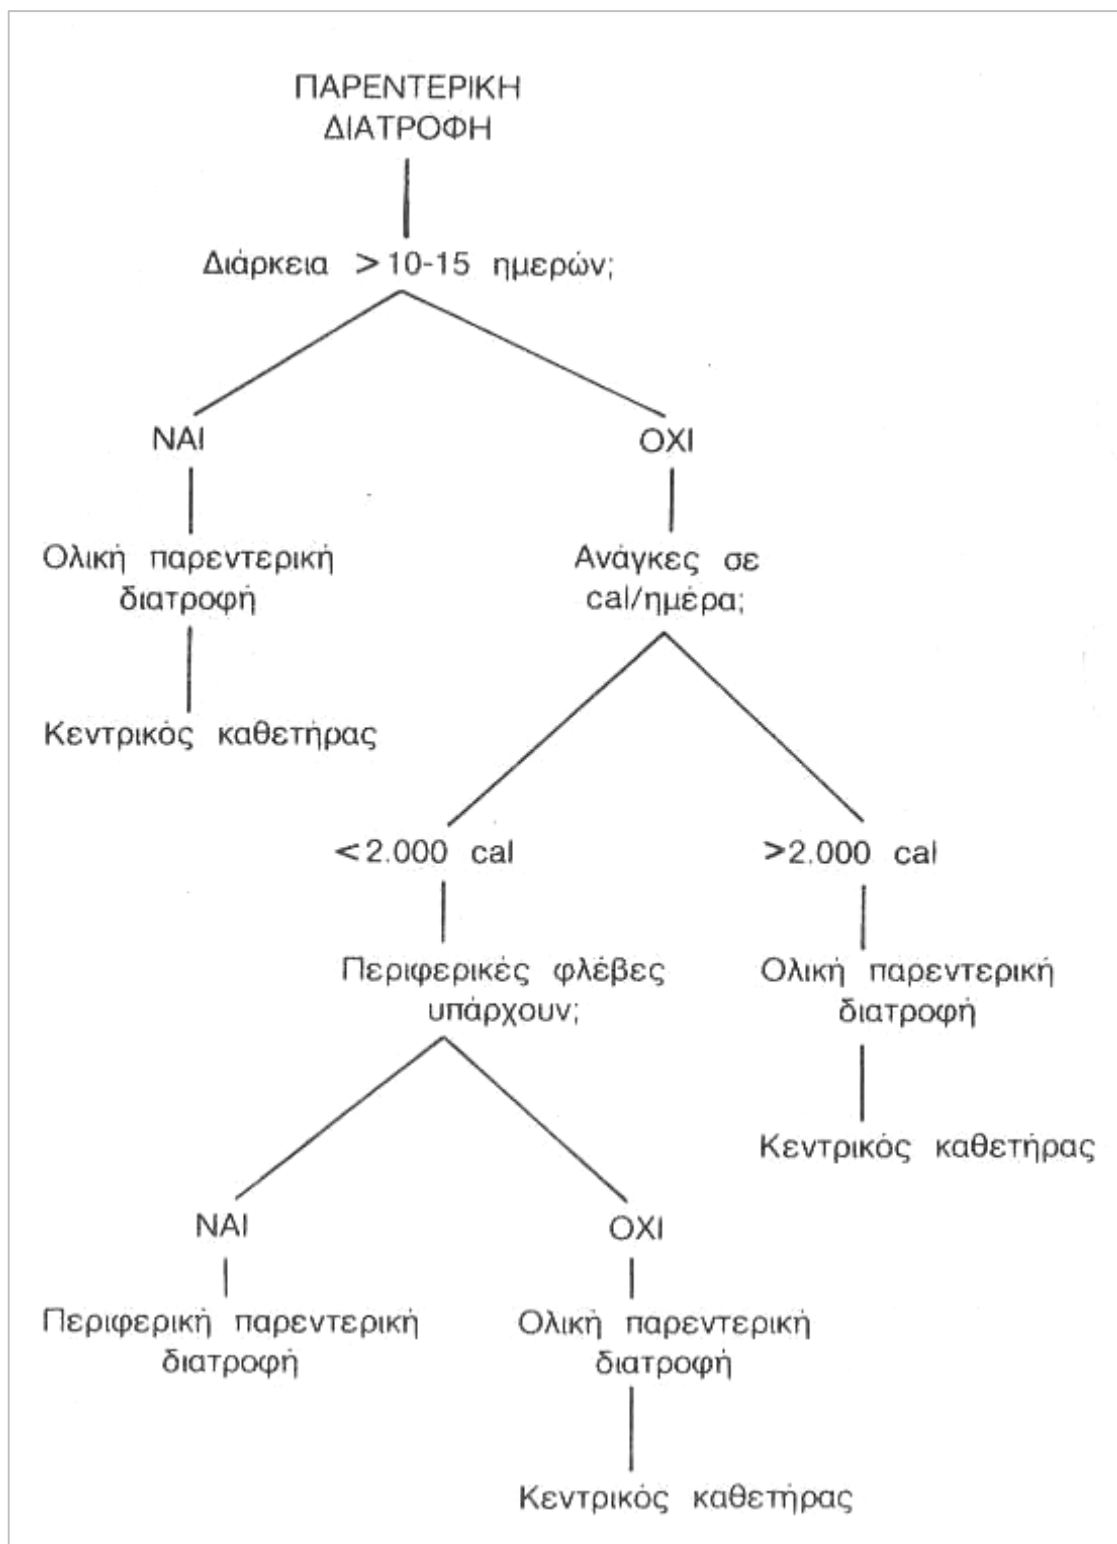 ΠΑΡΕΝΤΕΡΙΚΗ
ΔΙΑΤΡΟΦΗ
Διάρκεια >10-15 ημερών;
ΝΑΙ
ΟΧΙ
Ολική παρεντερική
διατροφή
Ανάγκες σε
cal/ημέρα;
Κεντρικός καθετήρας
<2.000 cal
>2.000 cal
Περιφερικές φλέβες
υπάρχουν;
Ολική παρεντερική
διατροφή
Κεντρικός καθετήρας
ΝΑΙ
ΟΧΙ
Περιφερική παρεντερική
διατροφή
Ολική παρεντερική
διατροφή
Κεντρικός καθετήρας